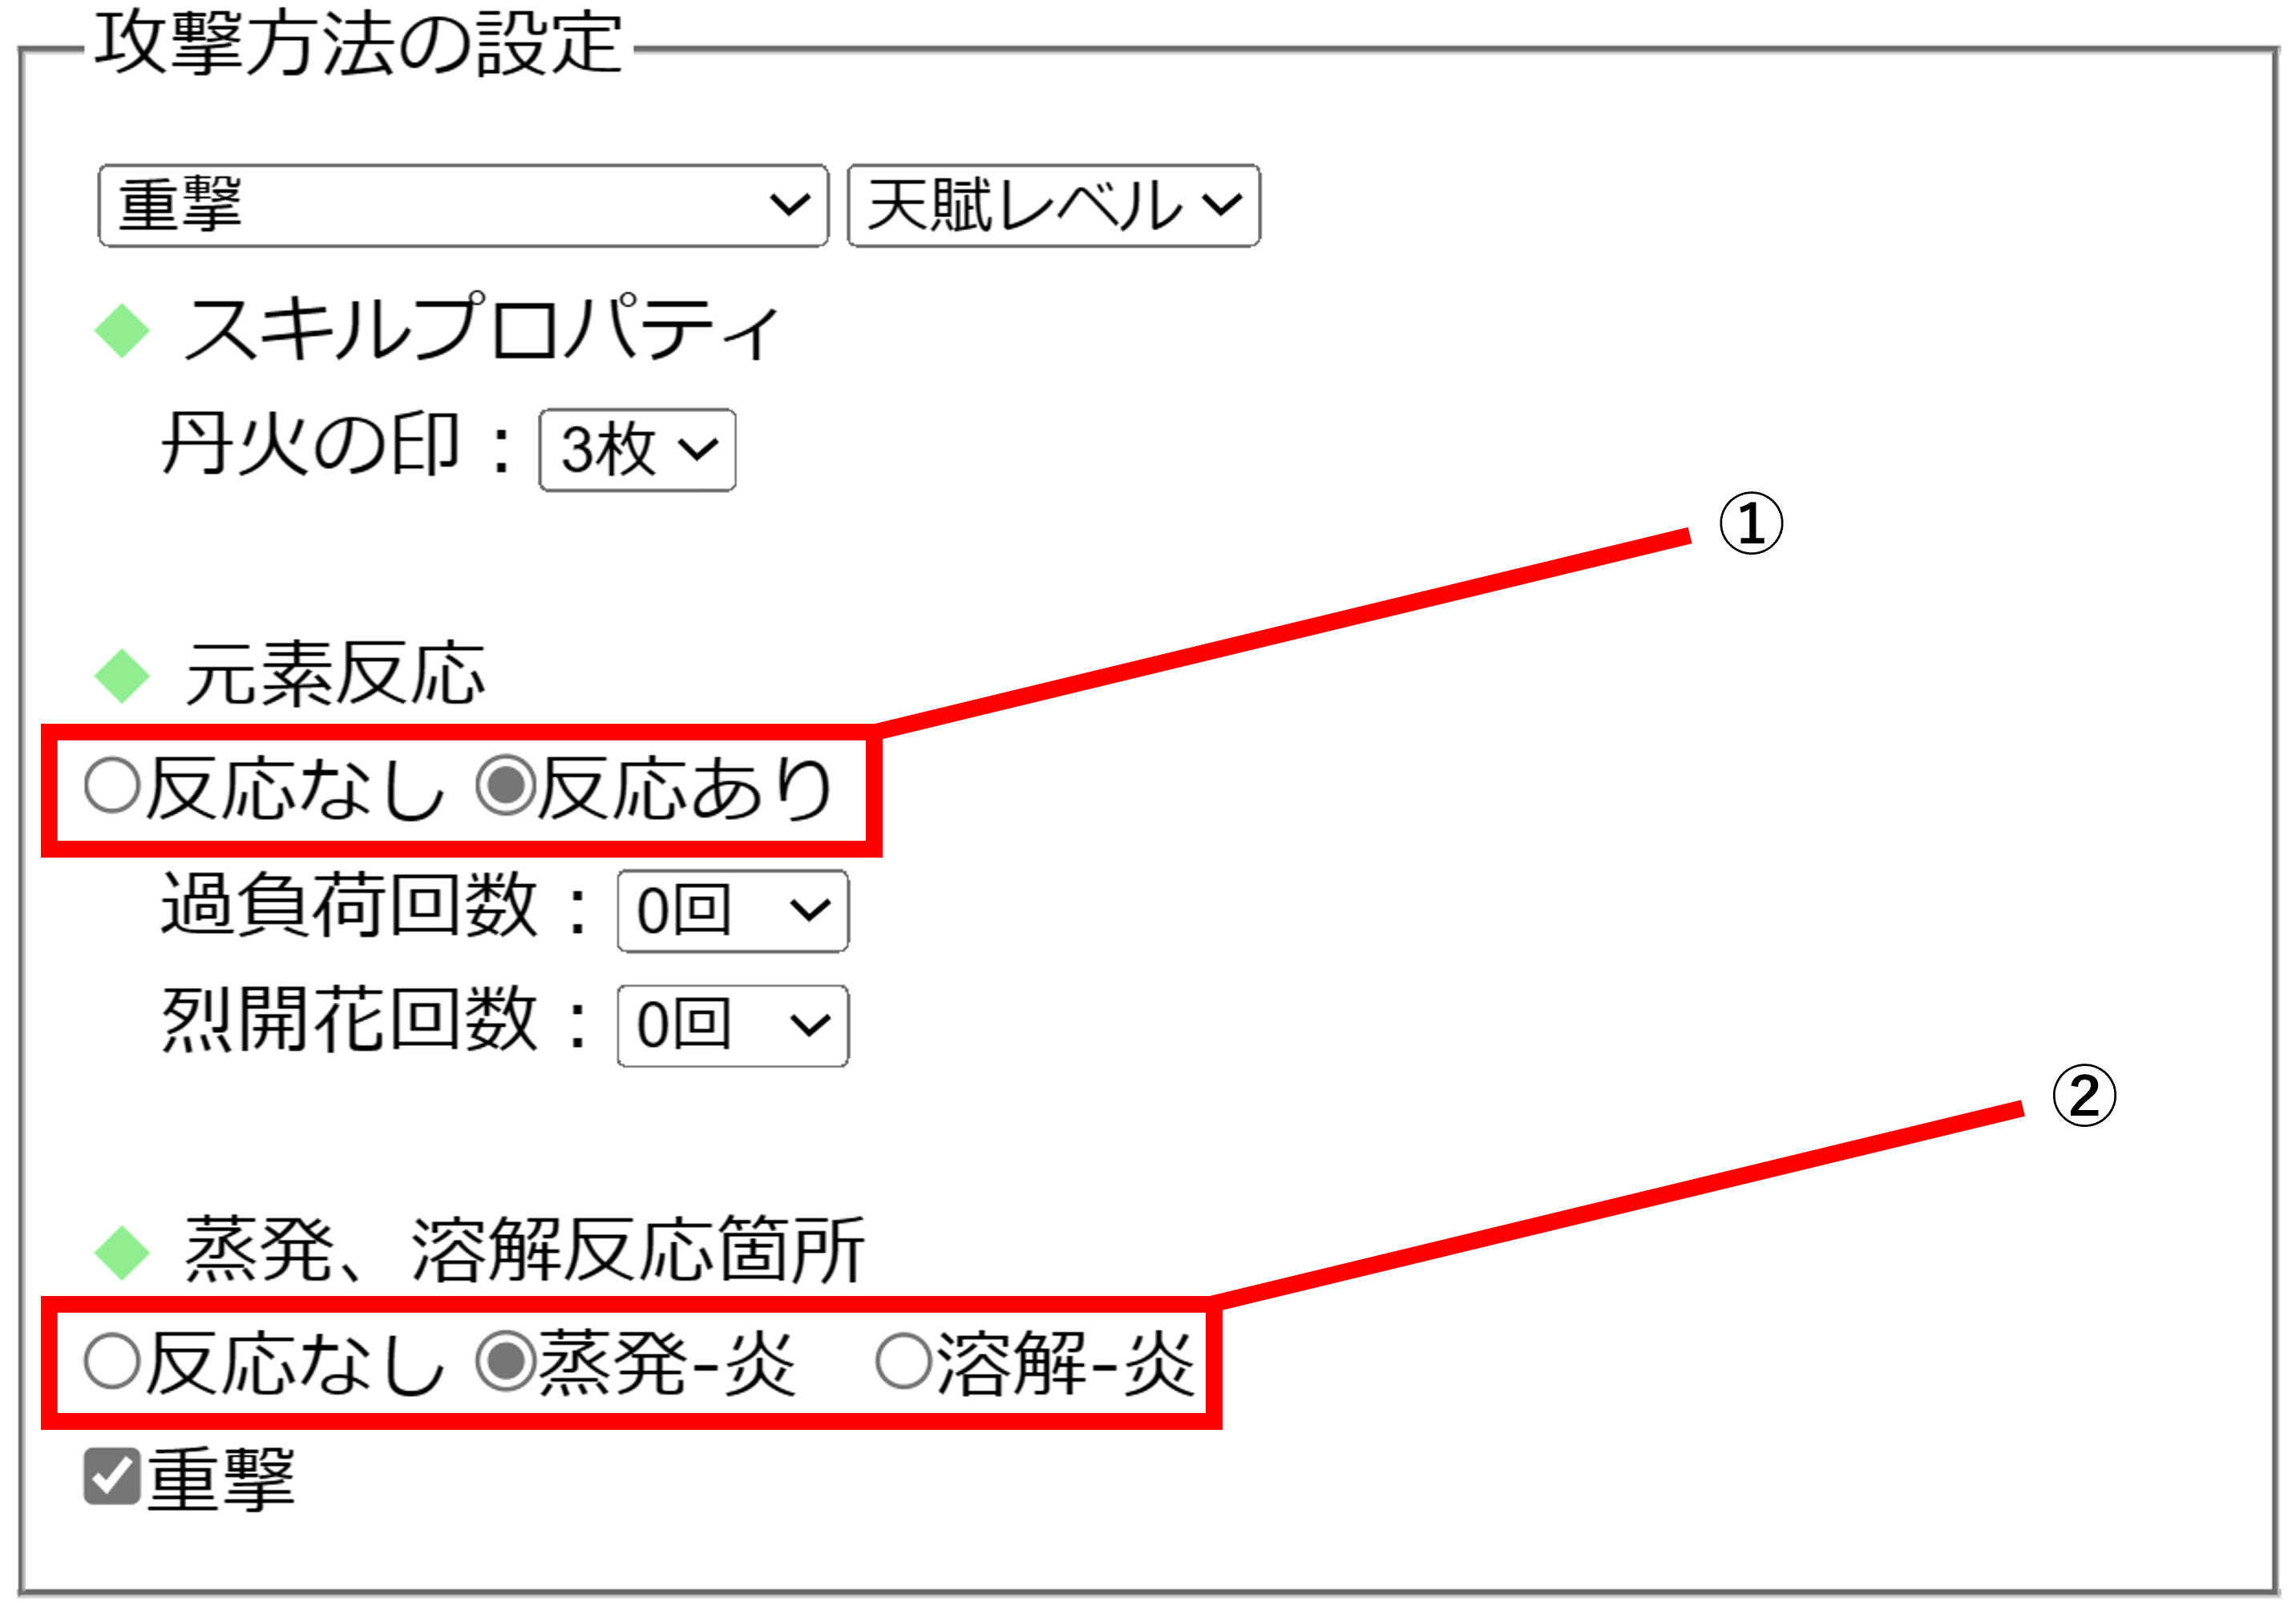 攻撃方法の設定
重撃 天賦レベル
スキルプロパティ
丹火の印：3枚
①
元素反応
反応なし 反応あり
過負荷回数：0回
烈開花回数：0回
②
蒸発、溶解反応箇所
反応なし 蒸発-炎 溶解-炎
重撃